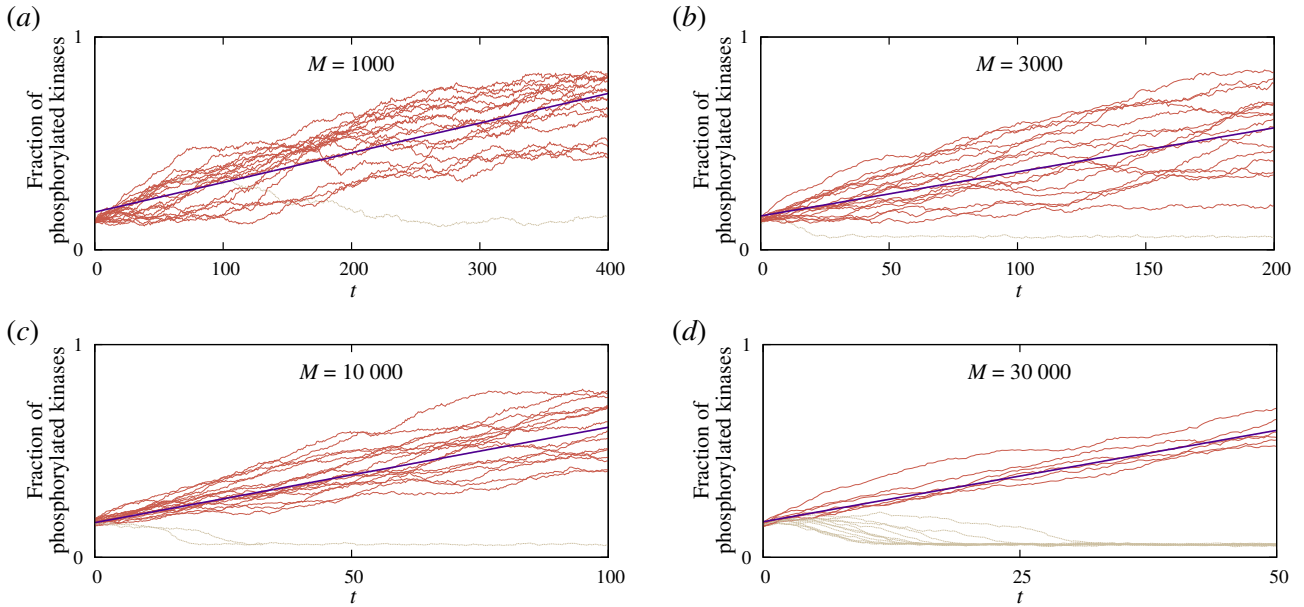 (a)
Fraction of
phosphorylated kinases
1
0
M = 1000
0 100 200 300 400
t
(b)
Fraction of
phosphorylated kinases
1
0
M = 3000
0 50 100 150 200
t
(c)
Fraction of
phosphorylated kinases
1
0
M = 10 000
0 50 100
t
(d)
Fraction of
phosphorylated kinases
1
0
M = 30 000
0 25 50
t